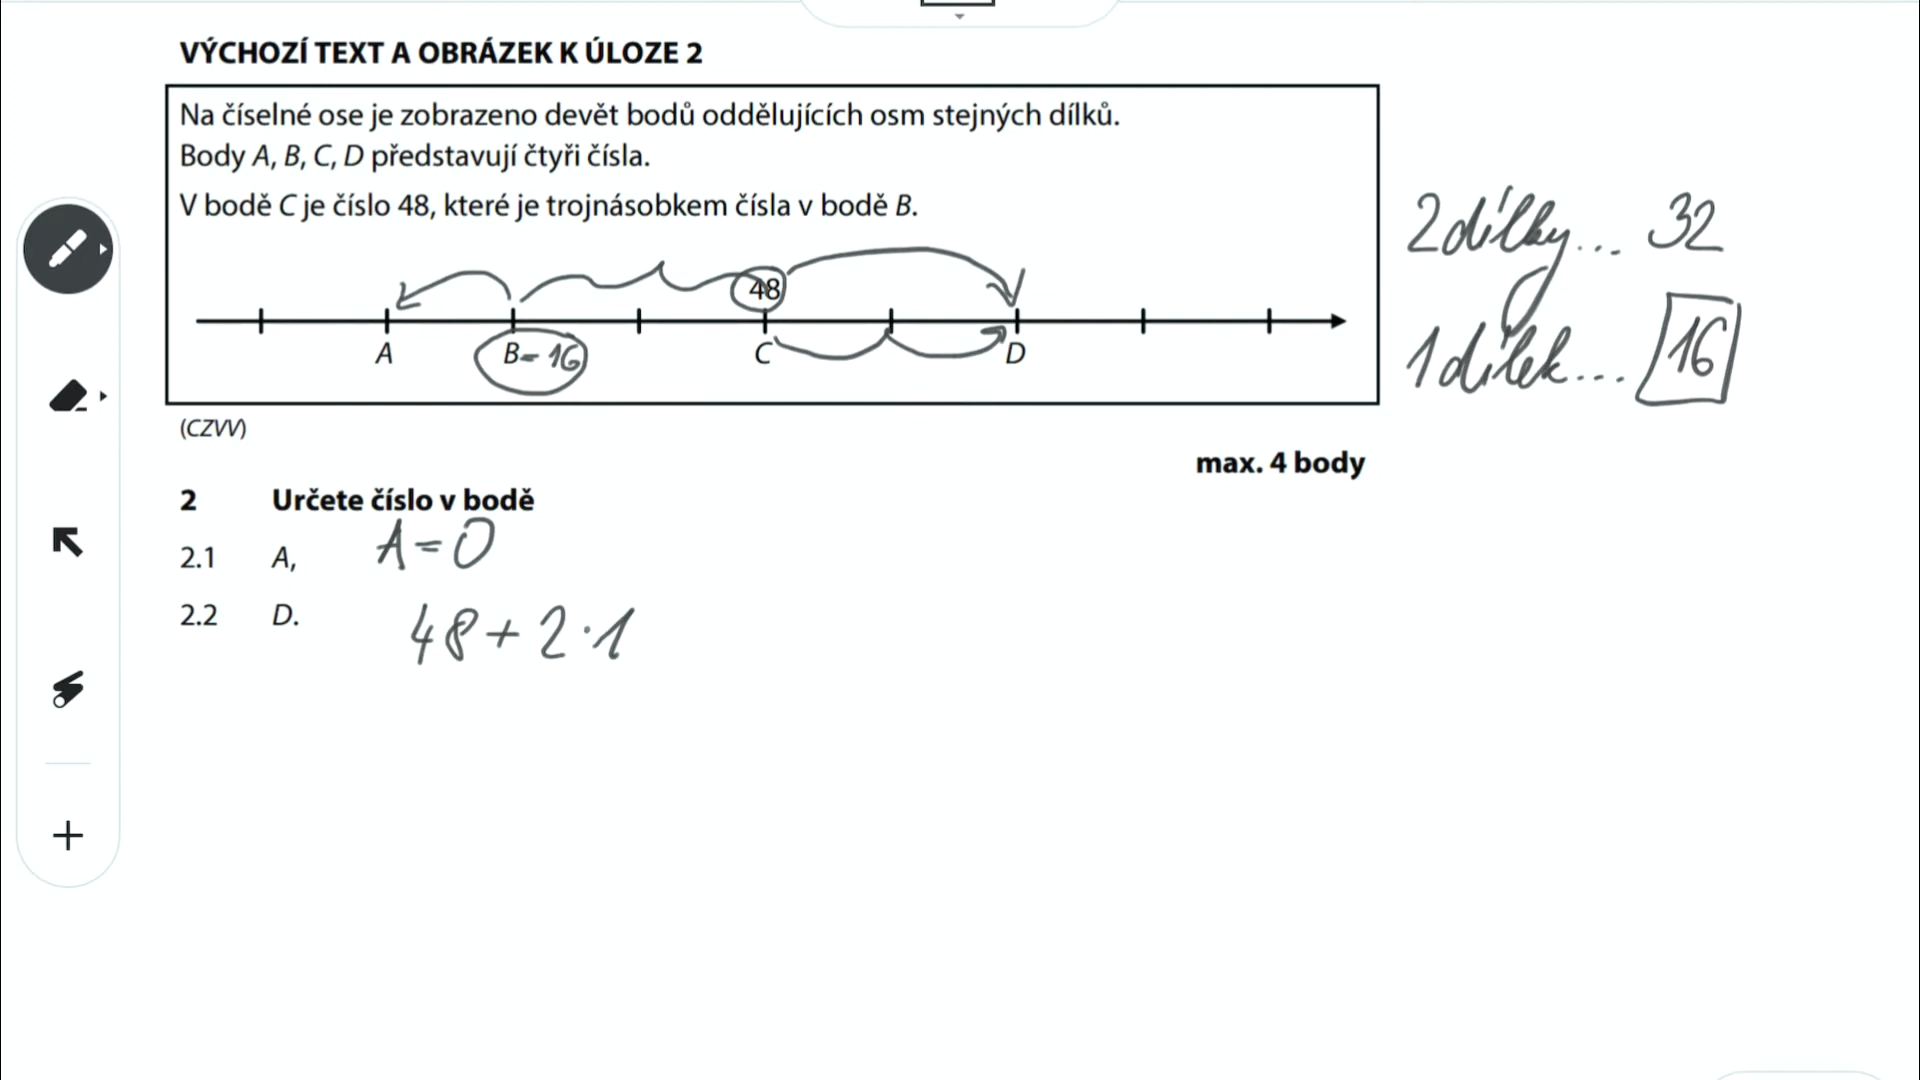 VÝCHOZÍ TEXT A OBRÁZEK K ÚLOZE 2
Na číselné ose je zobrazeno devět bodů oddělujících osm stejných dílků.
Body A, B, C, D představují čtyři čísla.
V bodě C je číslo 48, které je trojnásobkem čísla v bodě B.
48
A B = 16 C D
2 dílky... 32
1 dílek... 16
(CZVV)
max. 4 body
2 Určete číslo v bodě
2.1 A, A = 0
2.2 D. 48 + 2 · 1